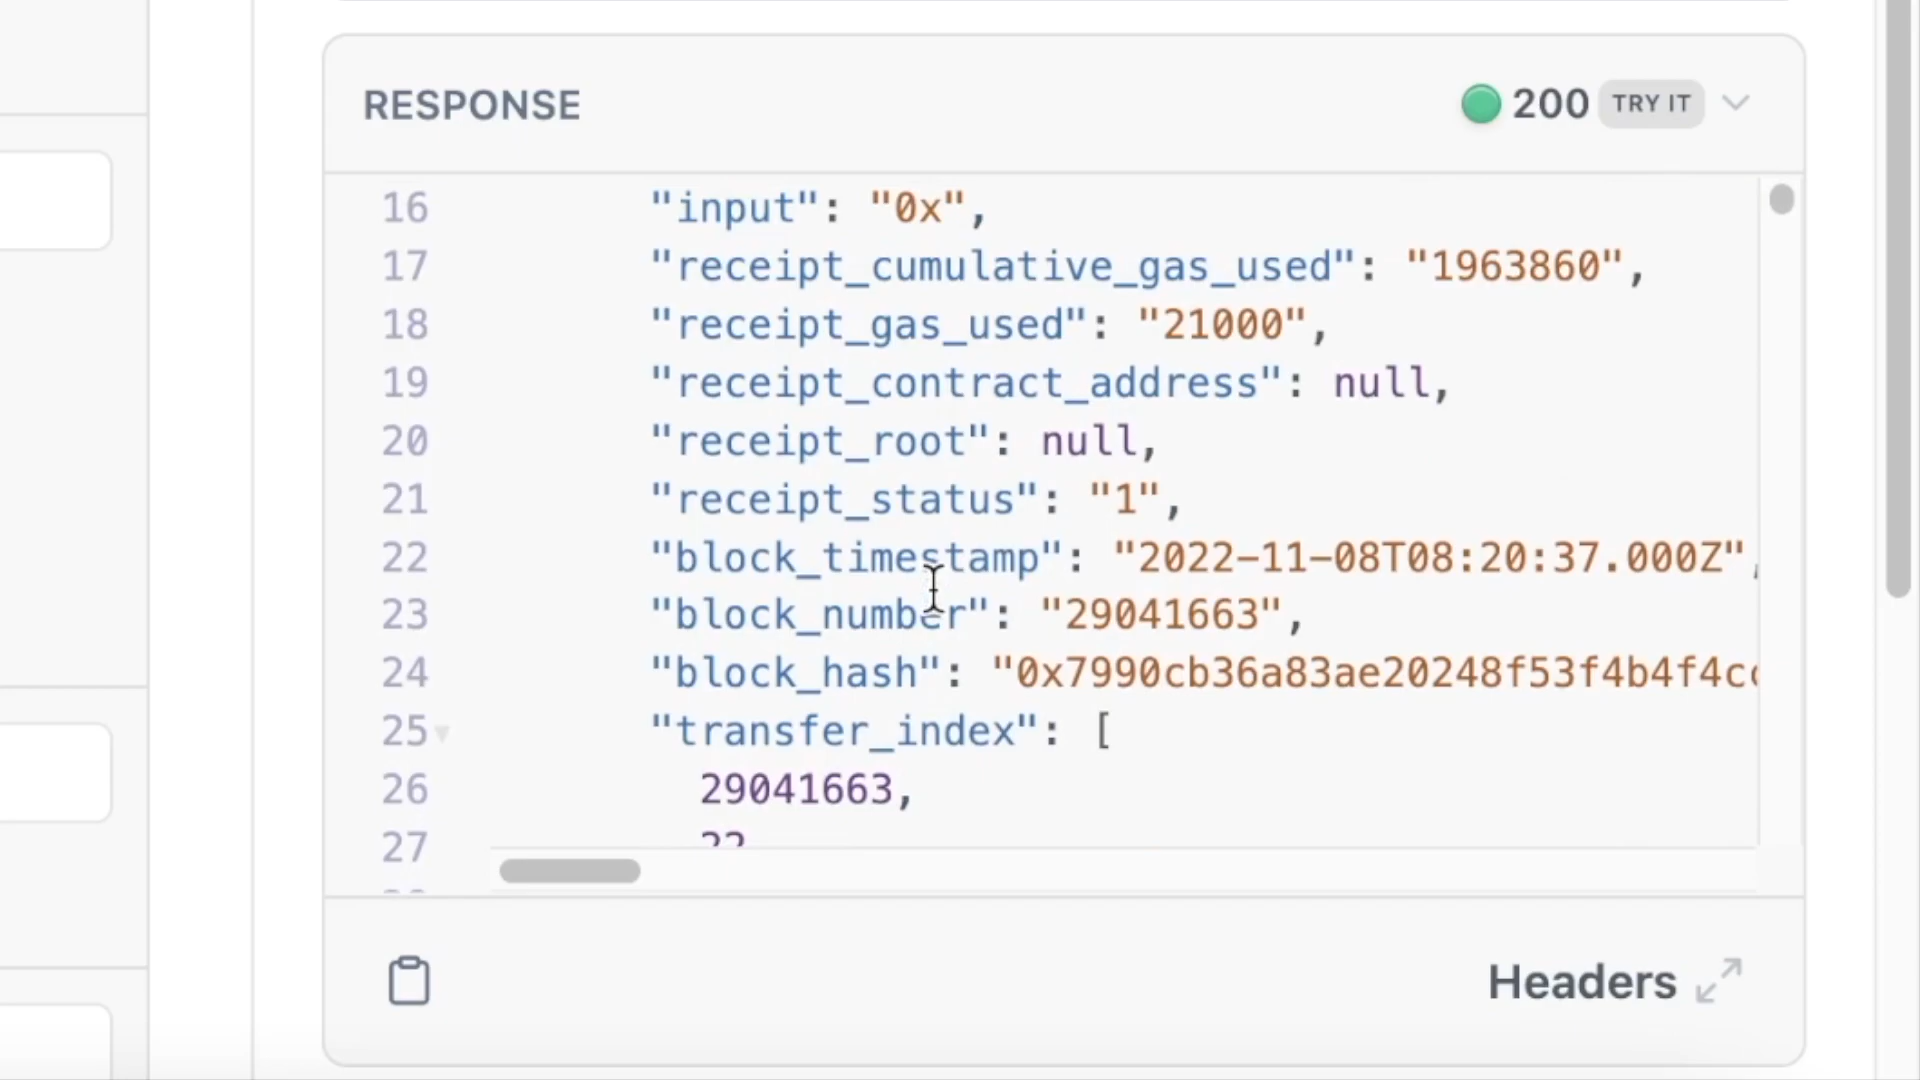 RESPONSE
200 TRY IT
16 "input": "0x",
17 "receipt_cumulative_gas_used": "1963860",
18 "receipt_gas_used": "21000",
19 "receipt_contract_address": null,
20 "receipt_root": null,
21 "receipt_status": "1",
22 "block_timestamp": "2022-11-08T08:20:37.000Z",
23 "block_number": "29041663",
24 "block_hash": "0x7990cb36a83ae20248f53f4b4f4cc
25 "transfer_index": [
26 29041663,
27 22
Headers